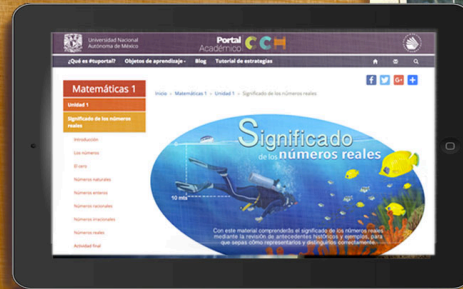 Universidad Nacional
Autónoma de México
Portal
Académico CCH
¿Qué es #toportal? Objetos de aprendizaje Blog Tutorial de estrategias
Matemáticas 1
Unidad 1
Significado de los números
reales
Introducción
Los números
El cero
Números naturales
Números enteros
Números racionales
Números irracionales
Números reales
Actividad final
Inicio - Matemáticas 1 - Unidad 1 - Significado de los números reales
Significado
de los números reales
10 mts
Con este material comprenderás el significado de los números reales
mediante la revisión de antecedentes históricos y ejemplos, para
que sepas cómo representarlos y distinguirlos correctamente.